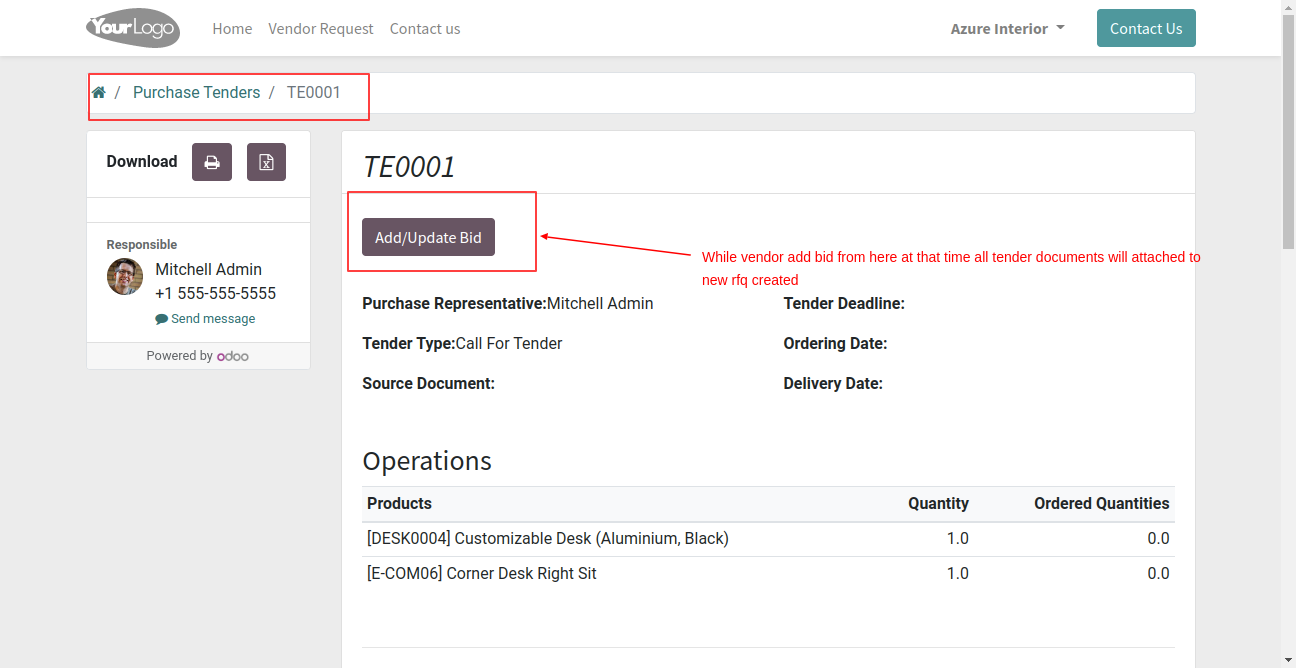 YourLogo Home Vendor Request Contact us Azure Interior Contact Us
/ Purchase Tenders / TE0001
Download
Responsible
Mitchell Admin
+1 555-555-5555
Send message
Powered by odoo
TE0001
Add/Update Bid
While vendor add bid from here at that time all tender documents will attached to
new rfq created
Purchase Representative:Mitchell Admin Tender Deadline:
Tender Type:Call For Tender Ordering Date:
Source Document: Delivery Date:
Operations
Products Quantity Ordered Quantities
[DESK0004] Customizable Desk (Aluminium, Black) 1.0 0.0
[E-COM06] Corner Desk Right Sit 1.0 0.0